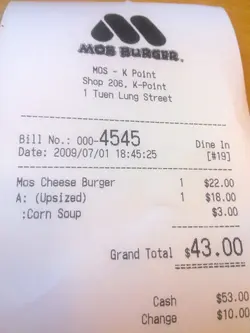 MOS BURGER®
MOS - K Point
Shop 206, K-Point
1 Tuen Lung Street
Bill No.: 000-4545 Dine In
Date: 2009/07/01 18:45:25 [#19]
Mos Cheese Burger 1 $22.00
A: (Upsized) 1 $18.00
:Corn Soup $3.00
Grand Total $43.00
Cash $53.00
Change $10.00